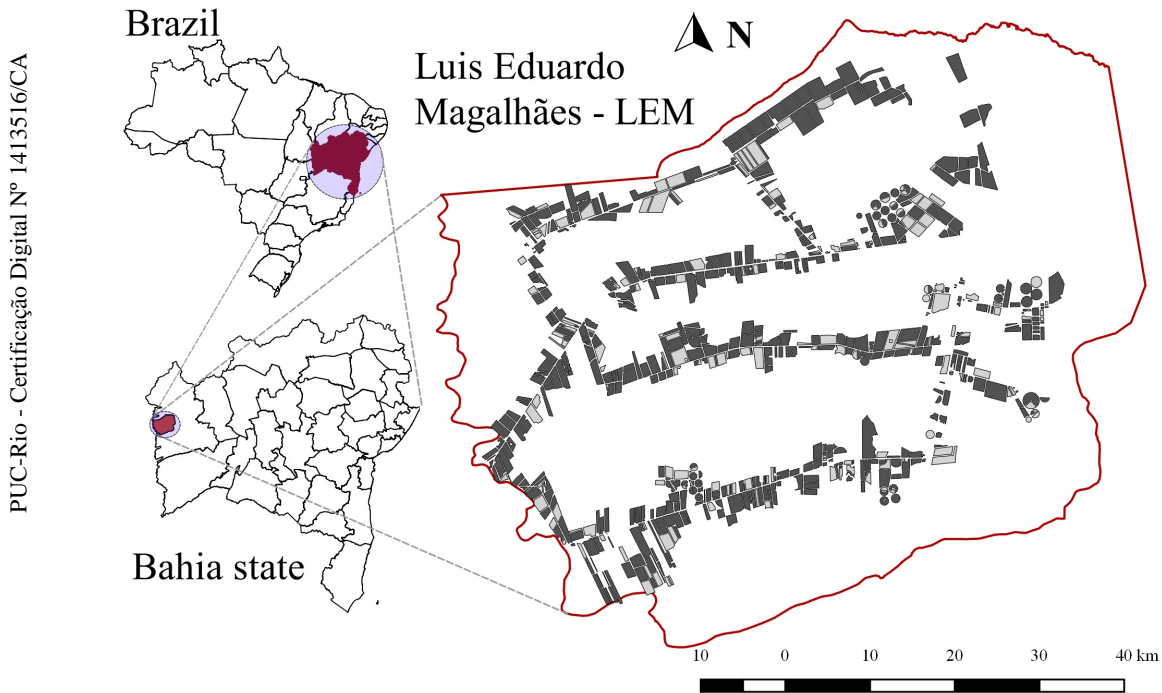 PUC-Rio - Certificação Digital Nº 1413516/CA
Brazil
Luis Eduardo
Magalhães - LEM
N
Bahia state
10 0 10 20 30 40 km